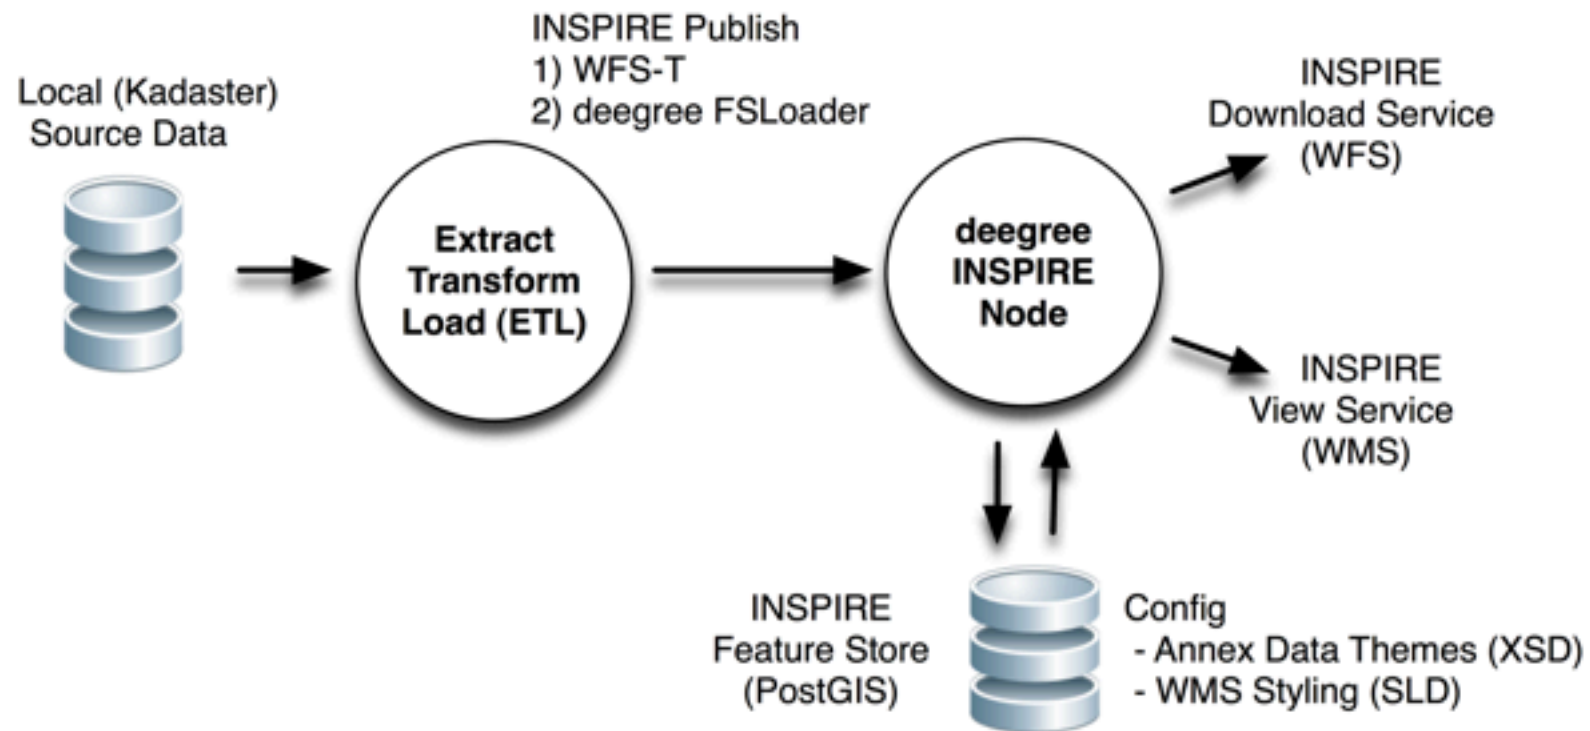 Local (Kadaster)
Source Data
INSPIRE Publish
1) WFS-T
2) deegree FSLoader
Extract
Transform
Load (ETL)
deegree
INSPIRE
Node
INSPIRE
Download Service
(WFS)
INSPIRE
View Service
(WMS)
INSPIRE
Feature Store
(PostGIS)
Config
- Annex Data Themes (XSD)
- WMS Styling (SLD)